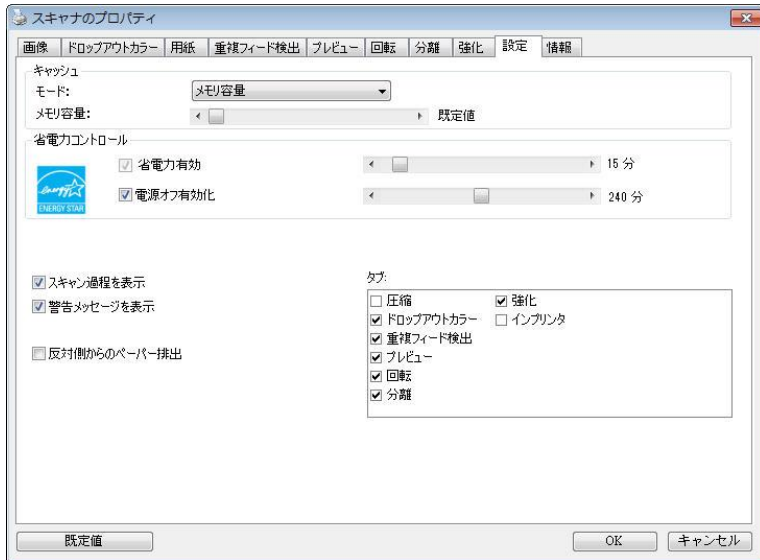 スキャナのプロパティ
画像 ドロップアウトカラー 用紙 重複フィード検出 プレビュー 回転 分離 強化 設定 情報
キャッシュ
モード: メモリ容量
メモリ容量: 既定値
省電力コントロール
省電力有効 15 分
電源オフ有効化 240 分
energy
ENERGY STAR
スキャン過程を表示
警告メッセージを表示
反対側からのペーパー排出
タブ:
圧縮 強化
ドロップアウトカラー インプリンタ
重複フィード検出
プレビュー
回転
分離
既定値 OK キャンセル